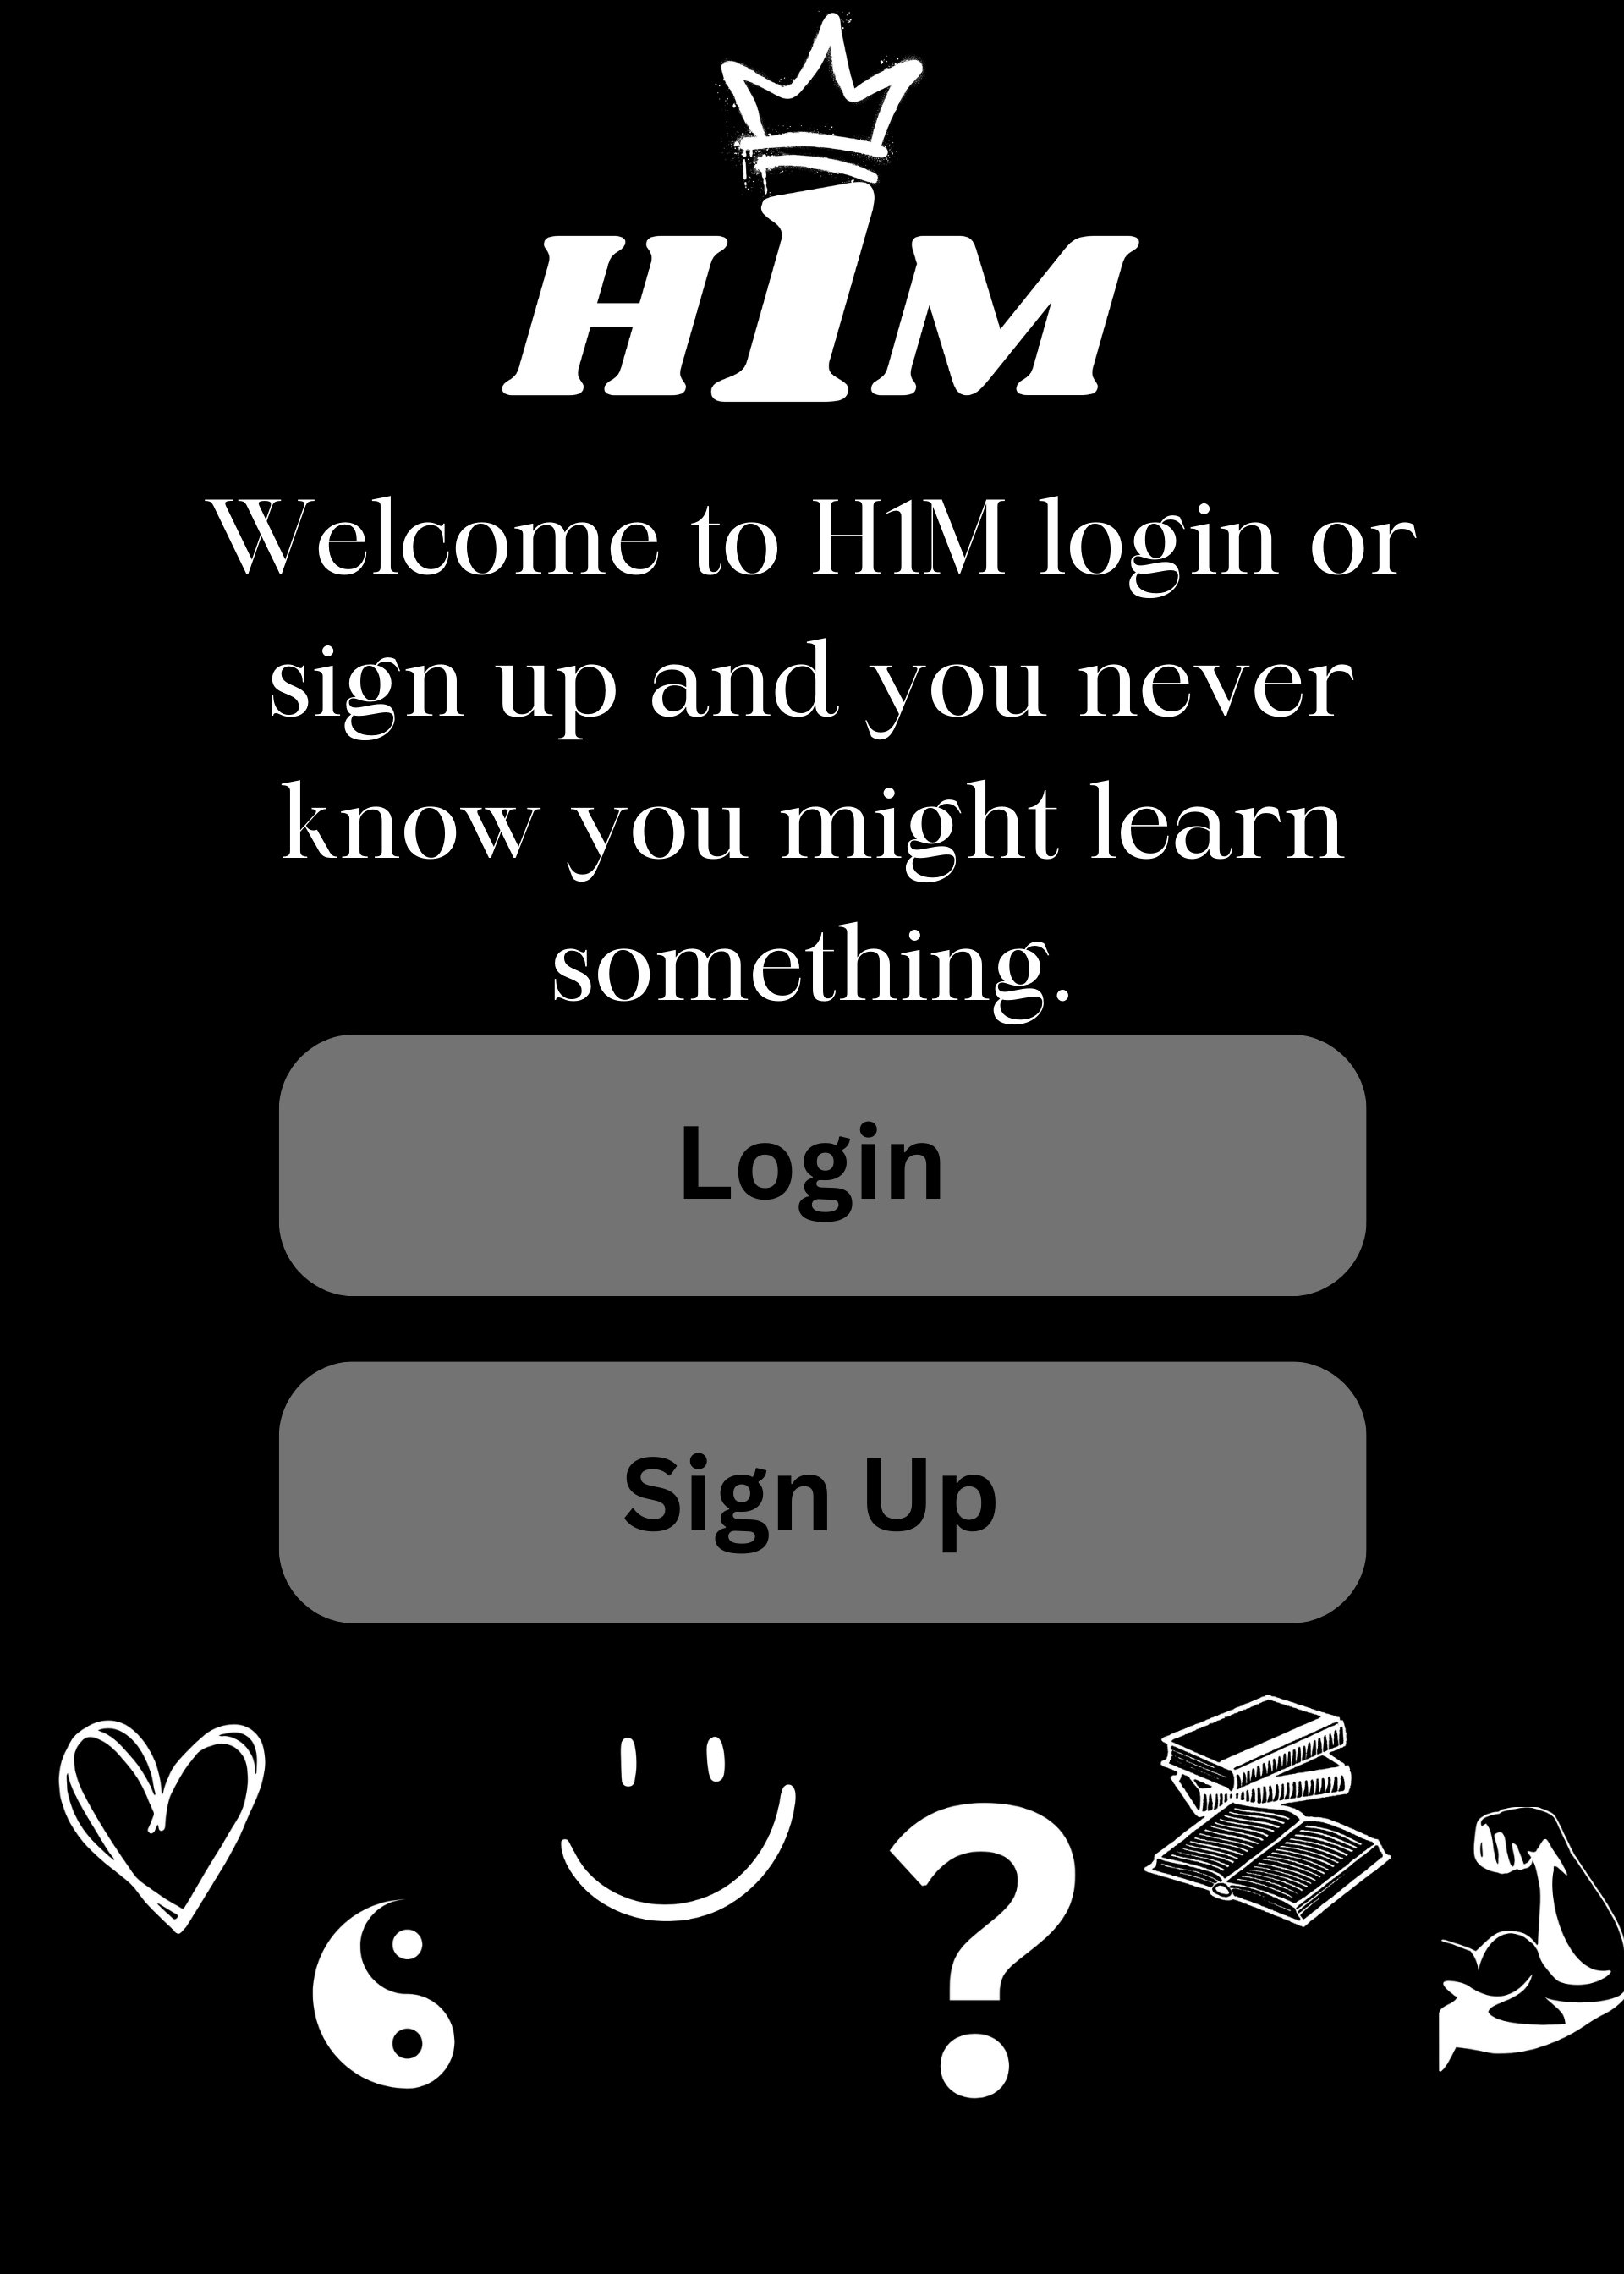 H1M
Welcome to H1M login or
sign up and you never
know you might learn
something.
Login
Sign Up
?